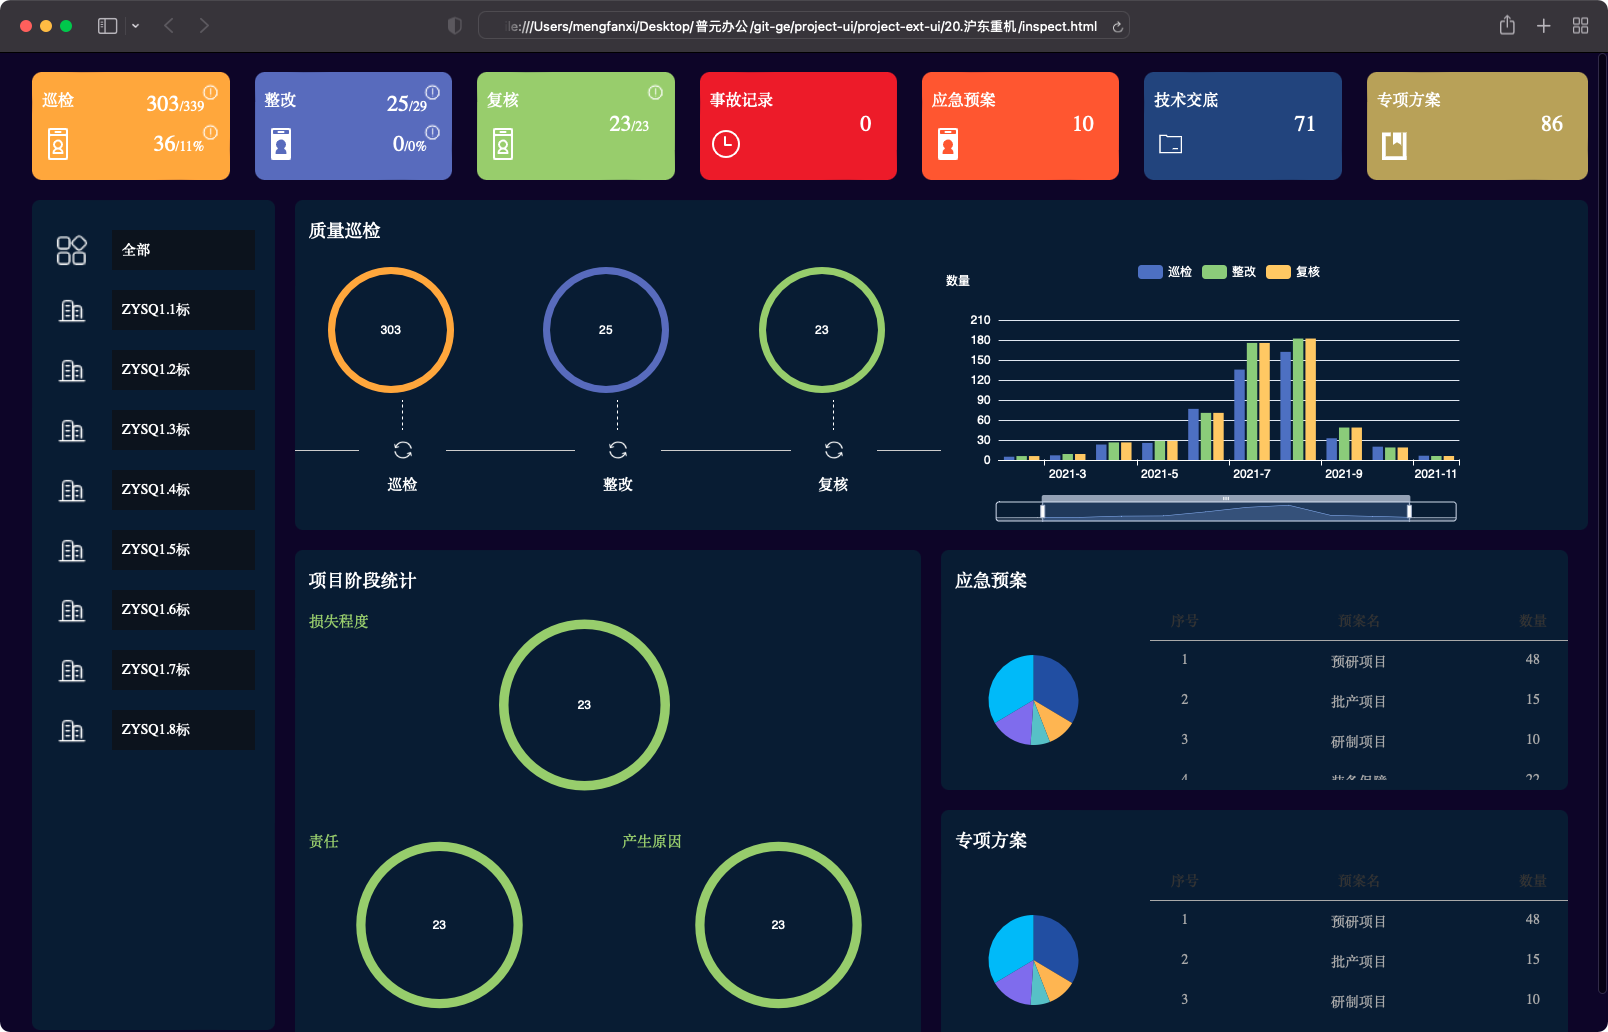 le:///Users/mengfanxi/Desktop/普元办公/git-ge/project-ui/project-ext-ui/20.沪东重机/inspect.html
巡检
303/339
36/11%
整改
25/29
0/0%
复核
23/23
事故记录
0
应急预案
10
技术交底
71
专项方案
86
全部
ZYSQ1.1标
ZYSQ1.2标
ZYSQ1.3标
ZYSQ1.4标
ZYSQ1.5标
ZYSQ1.6标
ZYSQ1.7标
ZYSQ1.8标
质量巡检
303
25
23
巡检
整改
复核
数量
巡检 整改 复核
210
180
150
120
90
60
30
0
2021-3 2021-5 2021-7 2021-9 2021-11
项目阶段统计
损失程度
23
责任
23
产生原因
23
应急预案
序号 预案名 数量
1 预研项目 48
2 批产项目 15
3 研制项目 10
4 装备保障 22
专项方案
序号 预案名 数量
1 预研项目 48
2 批产项目 15
3 研制项目 10